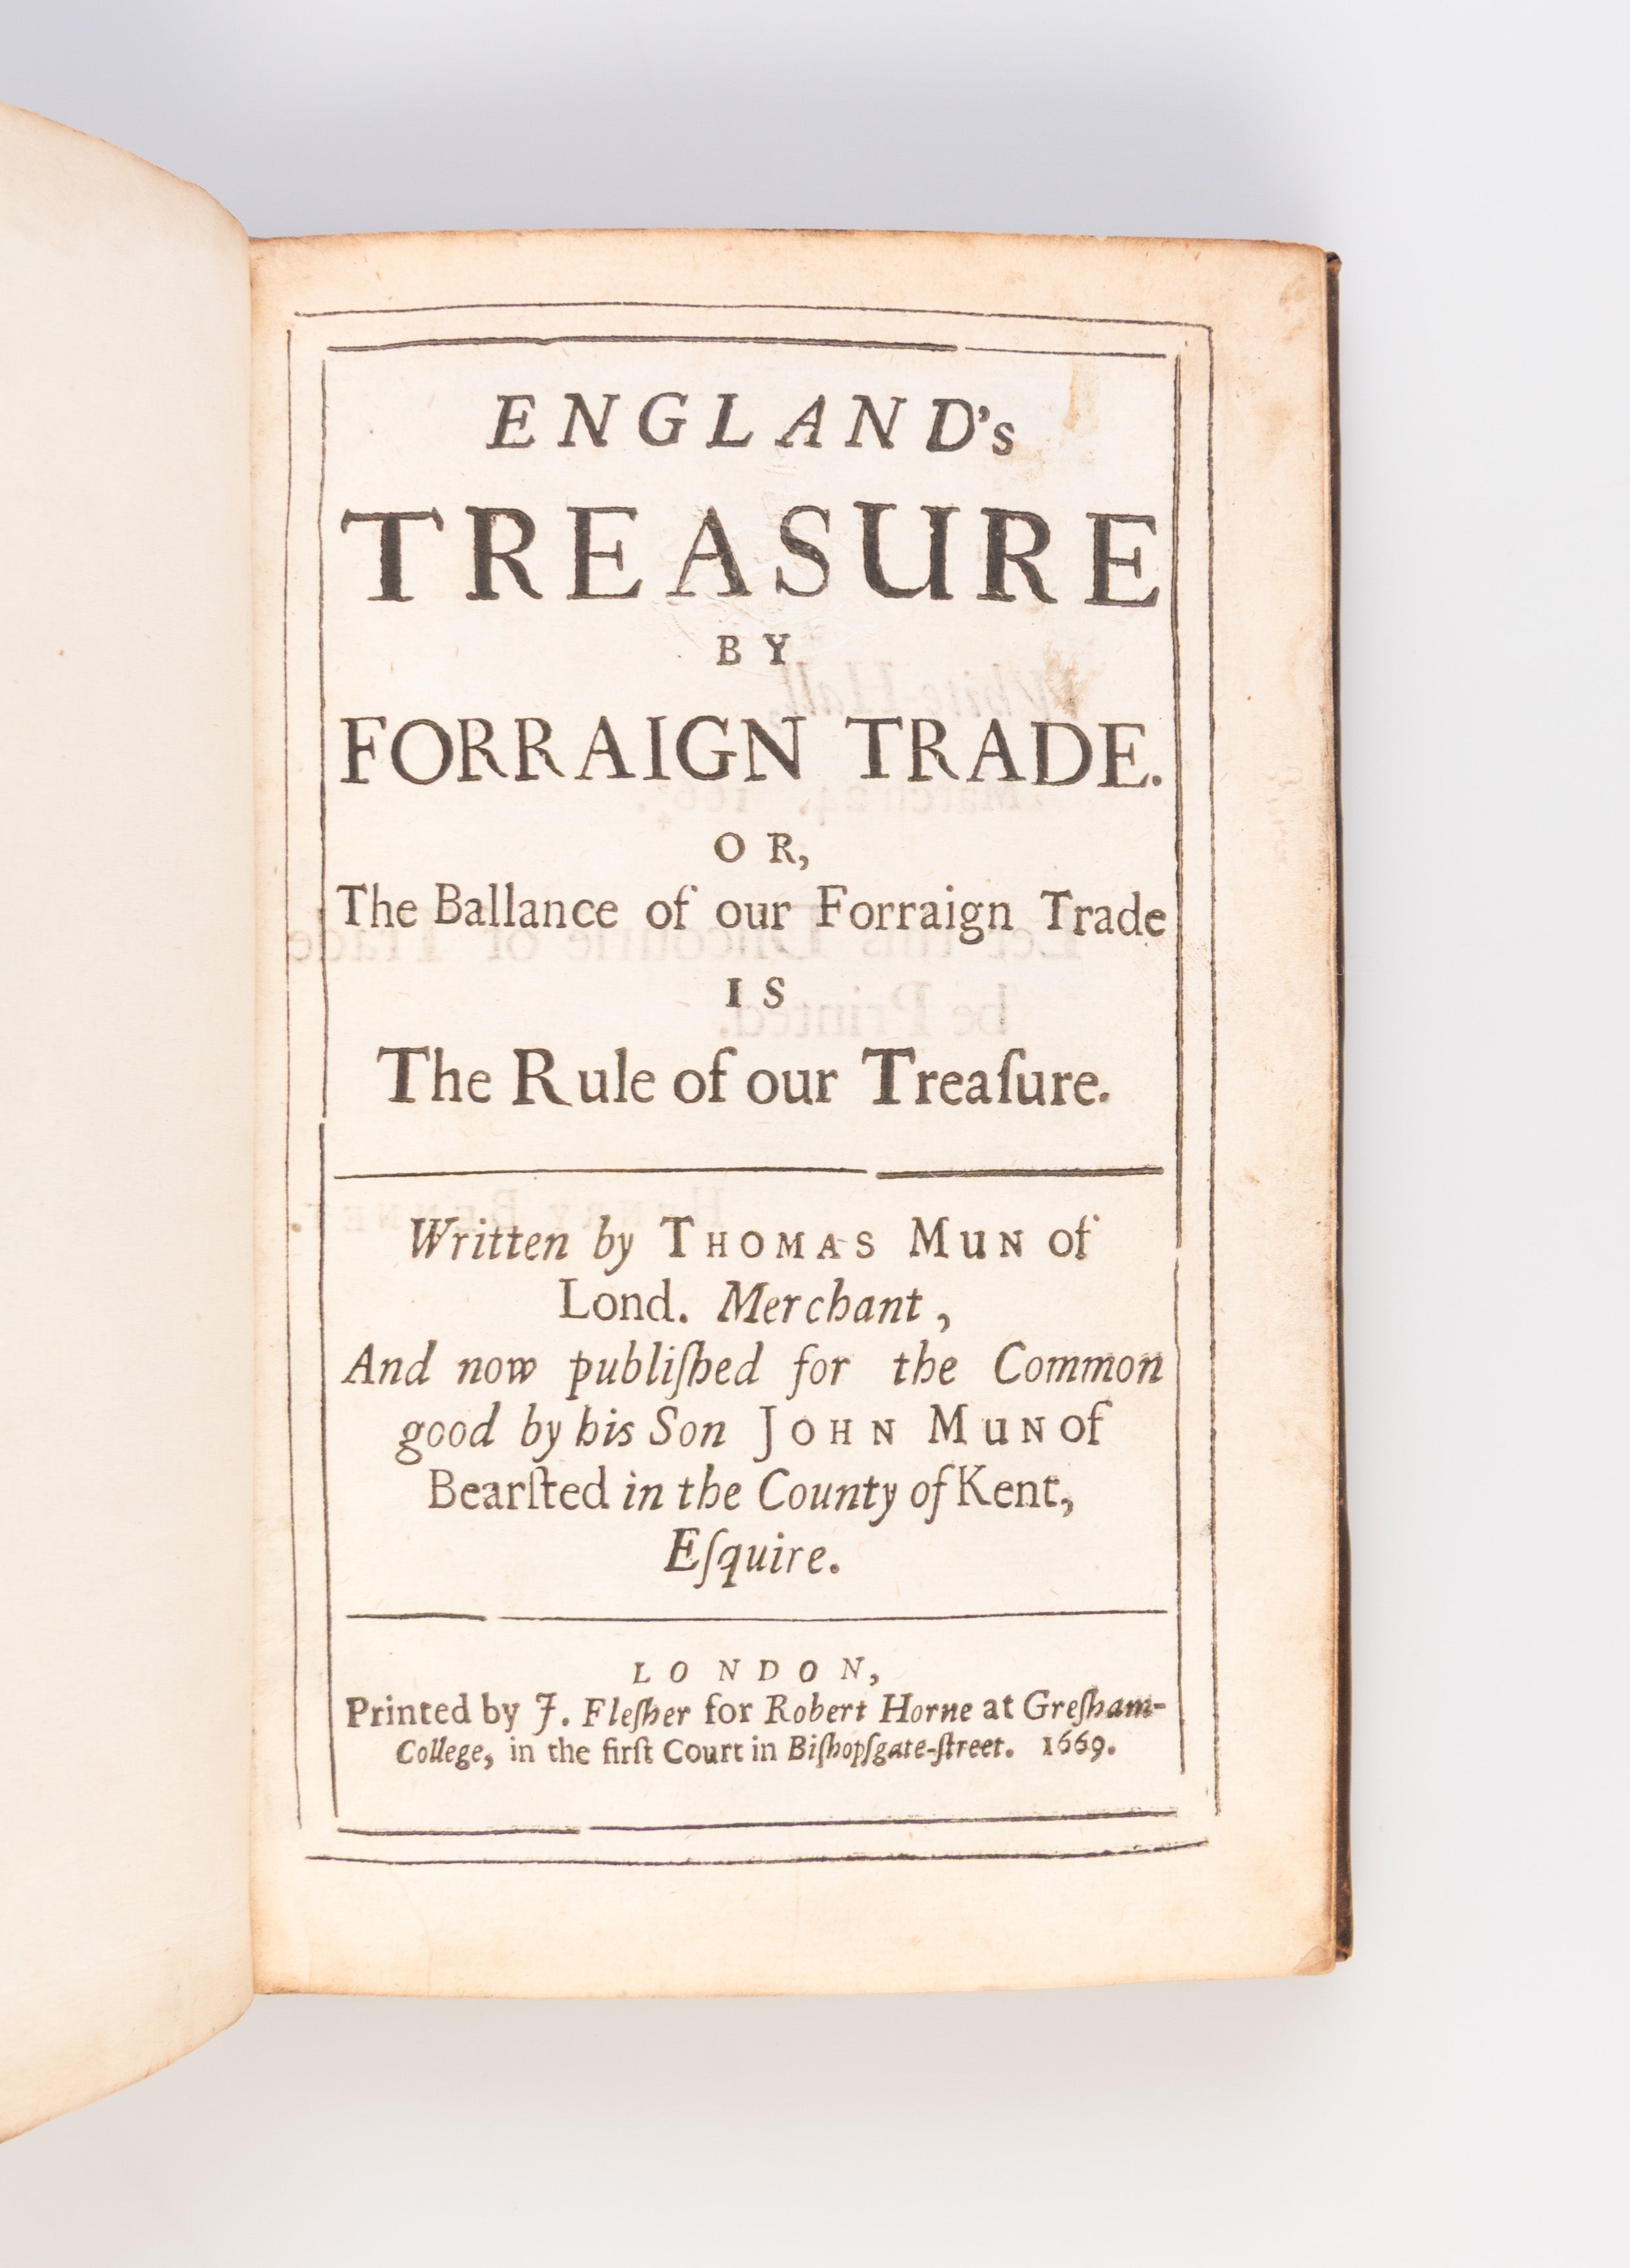 ENGLAND's
TREASURE
BY
FORRAIGN TRADE.
OR,
The Ballance of our Forraign Trade
IS
The Rule of our Treaſure.
Written by THOMAS MUN of
Lond. Merchant,
And now publiſhed for the Common
good by his Son JOHN MUN of
Bearſted in the County of Kent,
Eſquire.
LONDON,
Printed by J. Fleſher for Robert Horne at Greſham-
College, in the firſt Court in Biſhopſgate-ſtreet. 1669.